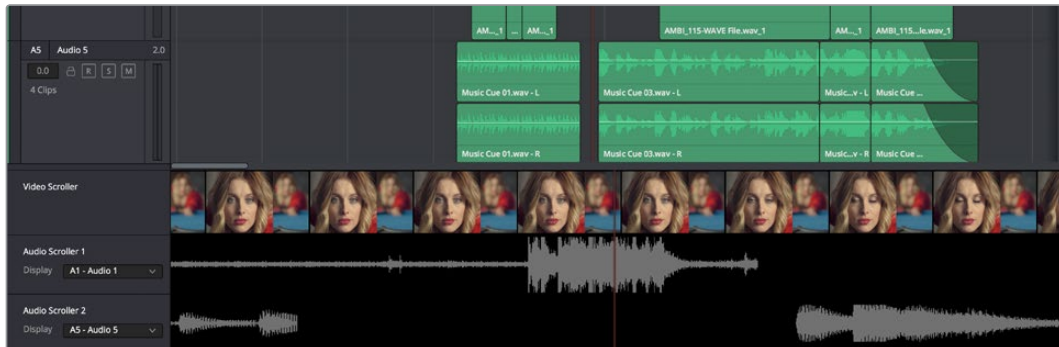 AM..._1 ... AM..._1 AMBI_115-WAVE File.wav_1 AM..._1 AMBI_115...le.wav_1
A5 Audio 5 2.0
0.0 R S M
4 Clips
Music Cue 01.wav - L Music Cue 03.wav - L Music...v - L Music Cue ...
Music Cue 01.wav - R Music Cue 03.wav - R Music...v - R Music Cue ...
Video Scroller
Audio Scroller 1
Display A1 - Audio 1
Audio Scroller 2
Display A5 - Audio 5